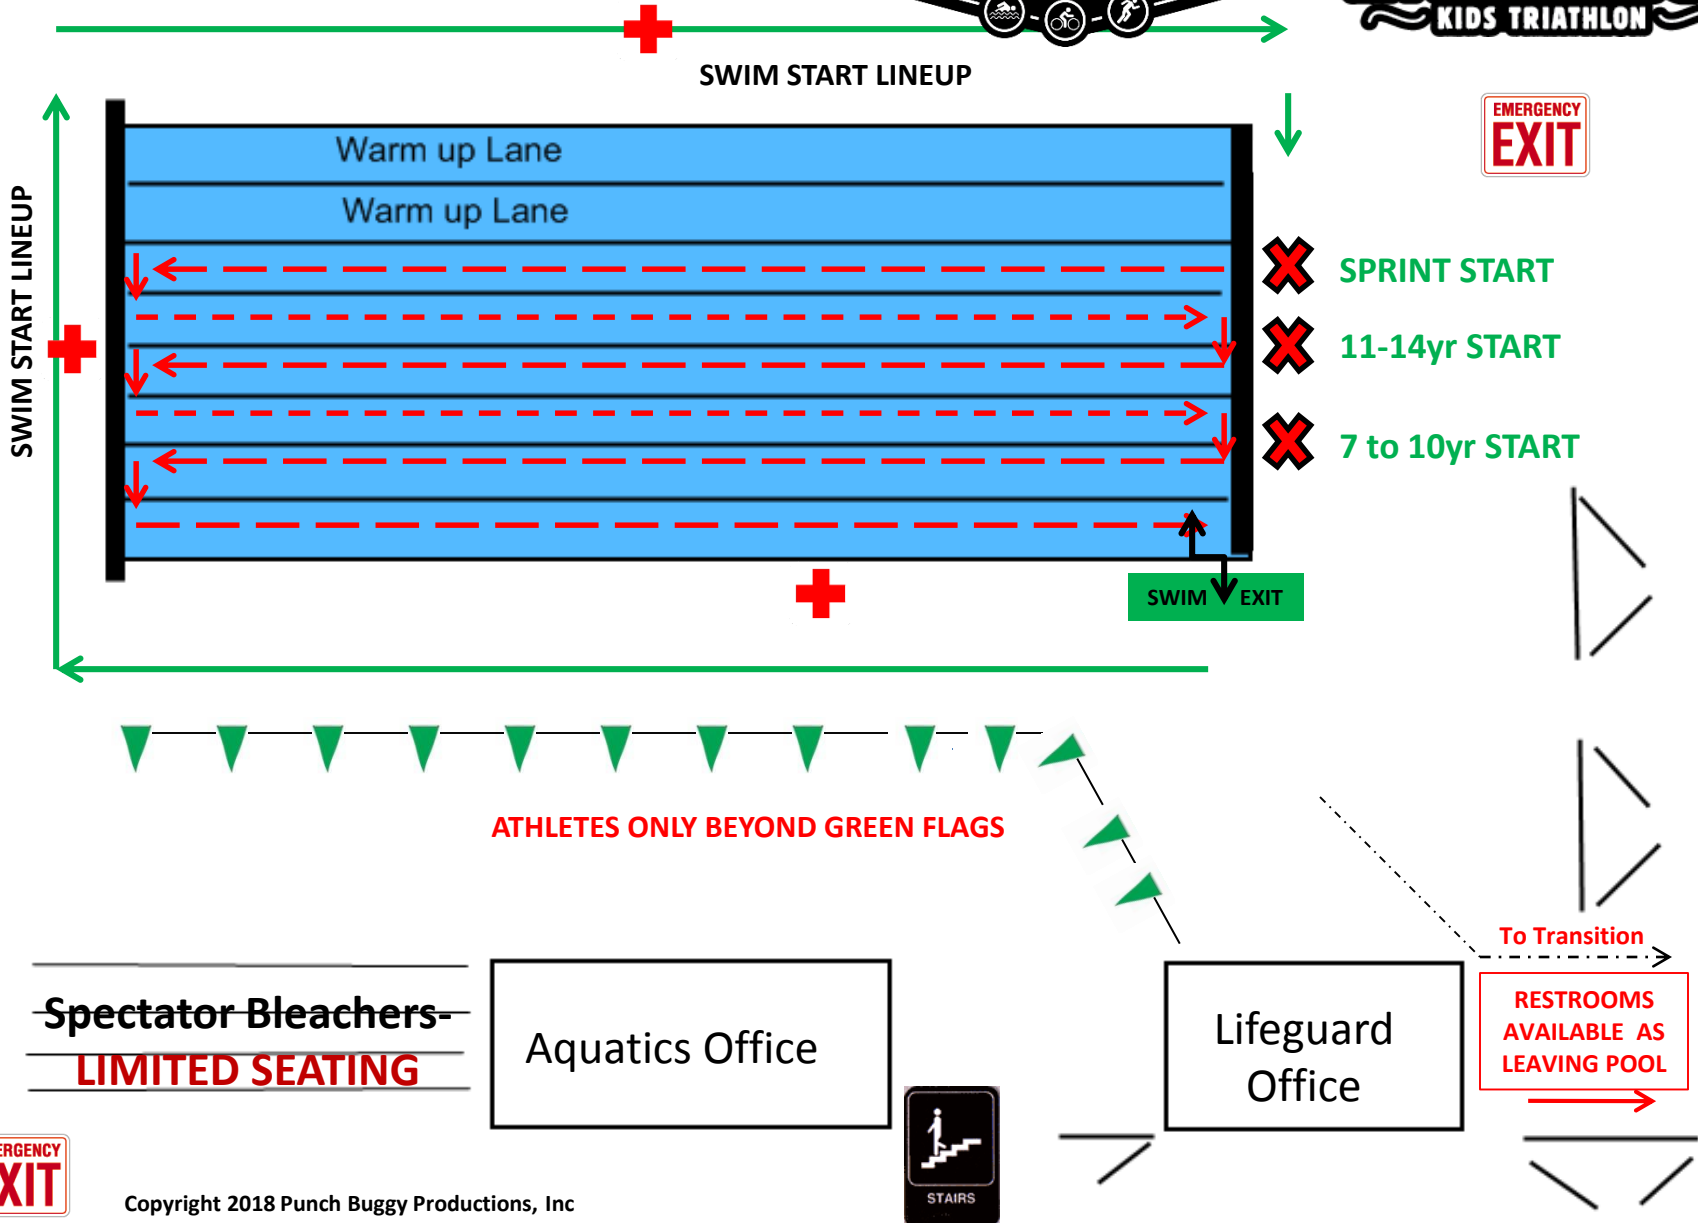 KIDS TRIATHLON
SWIM START LINEUP
EMERGENCY
EXIT
Warm up Lane
Warm up Lane
SWIM START LINEUP
SPRINT START
11-14yr START
7 to 10yr START
SWIM EXIT
ATHLETES ONLY BEYOND GREEN FLAGS
To Transition
Spectator Bleachers-
LIMITED SEATING
Aquatics Office
Lifeguard
Office
RESTROOMS
AVAILABLE AS
LEAVING POOL
STAIRS
ERGENCY
XIT
Copyright 2018 Punch Buggy Productions, Inc